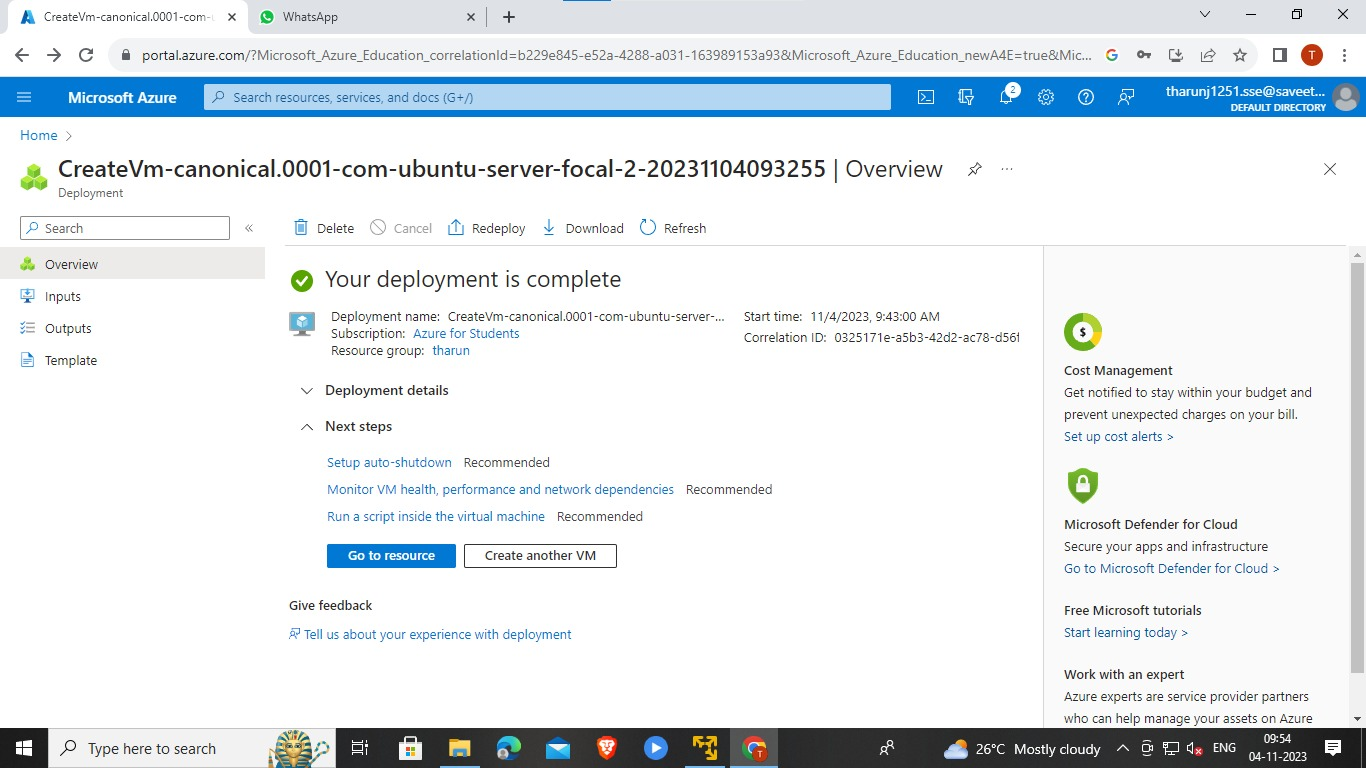 CreateVm-canonical.0001-com-
WhatsApp
portal.azure.com/?Microsoft_Azure_Education_correlationId=b229e845-e52a-4288-a031-163989153a93&Microsoft_Azure_Education_newA4E=true&Mic...
T
Microsoft Azure
Search resources, services, and docs (G+/)
2
tharunj1251.sse@saveet...
DEFAULT DIRECTORY
Home
CreateVm-canonical.0001-com-ubuntu-server-focal-2-20231104093255 | Overview
Deployment
Search
«
Delete
Cancel
Redeploy
Download
Refresh
Overview
Inputs
Outputs
Template
Your deployment is complete
Deployment name: CreateVm-canonical.0001-com-ubuntu-server-...
Subscription: Azure for Students
Resource group: tharun
Start time: 11/4/2023, 9:43:00 AM
Correlation ID: 0325171e-a5b3-42d2-ac78-d56f
Deployment details
Next steps
Setup auto-shutdown Recommended
Monitor VM health, performance and network dependencies Recommended
Run a script inside the virtual machine Recommended
Go to resource
Create another VM
Give feedback
Tell us about your experience with deployment
$
Cost Management
Get notified to stay within your budget and
prevent unexpected charges on your bill.
Set up cost alerts >
Microsoft Defender for Cloud
Secure your apps and infrastructure
Go to Microsoft Defender for Cloud >
Free Microsoft tutorials
Start learning today >
Work with an expert
Azure experts are service provider partners
who can help manage your assets on Azure
Type here to search
T
26°C Mostly cloudy
ENG
09:54
04-11-2023